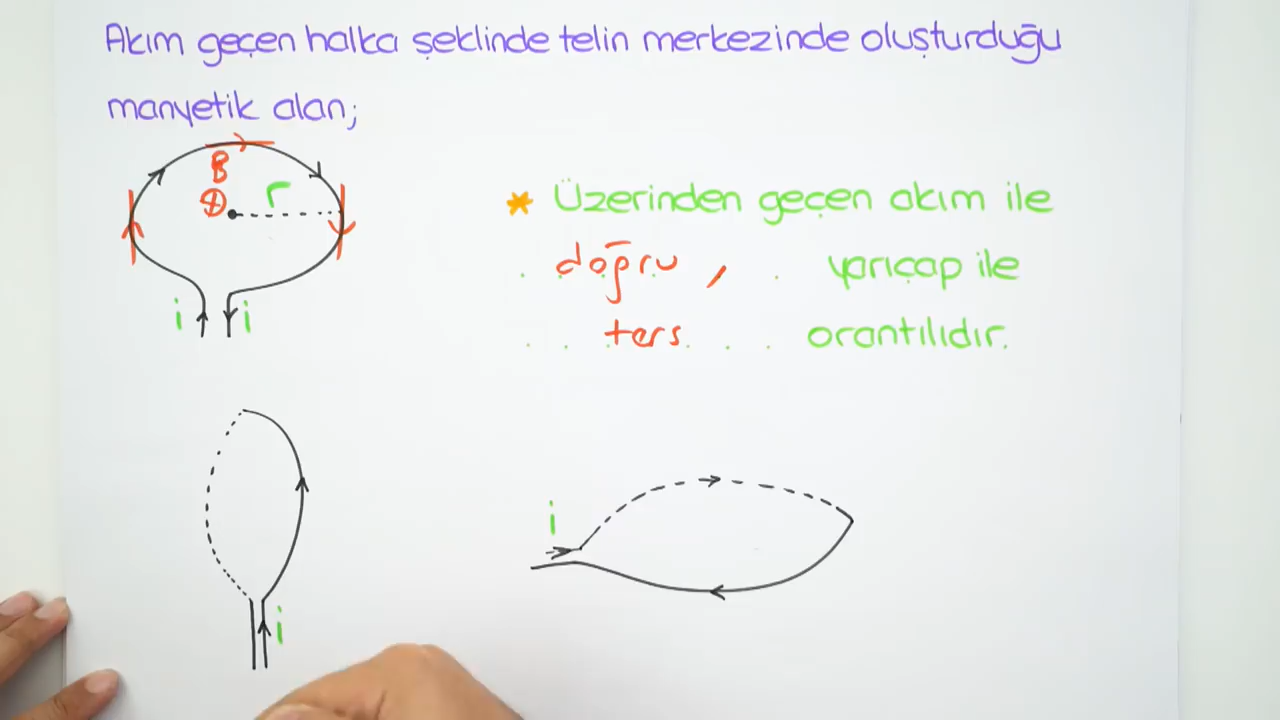 Akım geçen halka şeklinde telin merkezinde oluşturduğu
manyetik alan;
B
r
i
i
* Üzerinden geçen akım ile
doğru , yarıçap ile
ters orantılıdır.
i
i